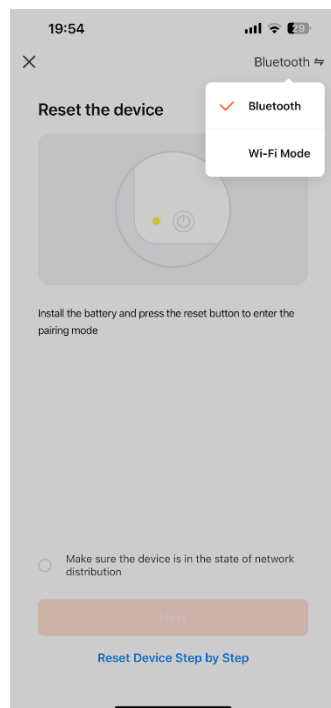 19:54
29
Bluetooth
Bluetooth
Wi-Fi Mode
Reset the device
Install the battery and press the reset button to enter the
pairing mode
Make sure the device is in the state of network
distribution
Next
Reset Device Step by Step